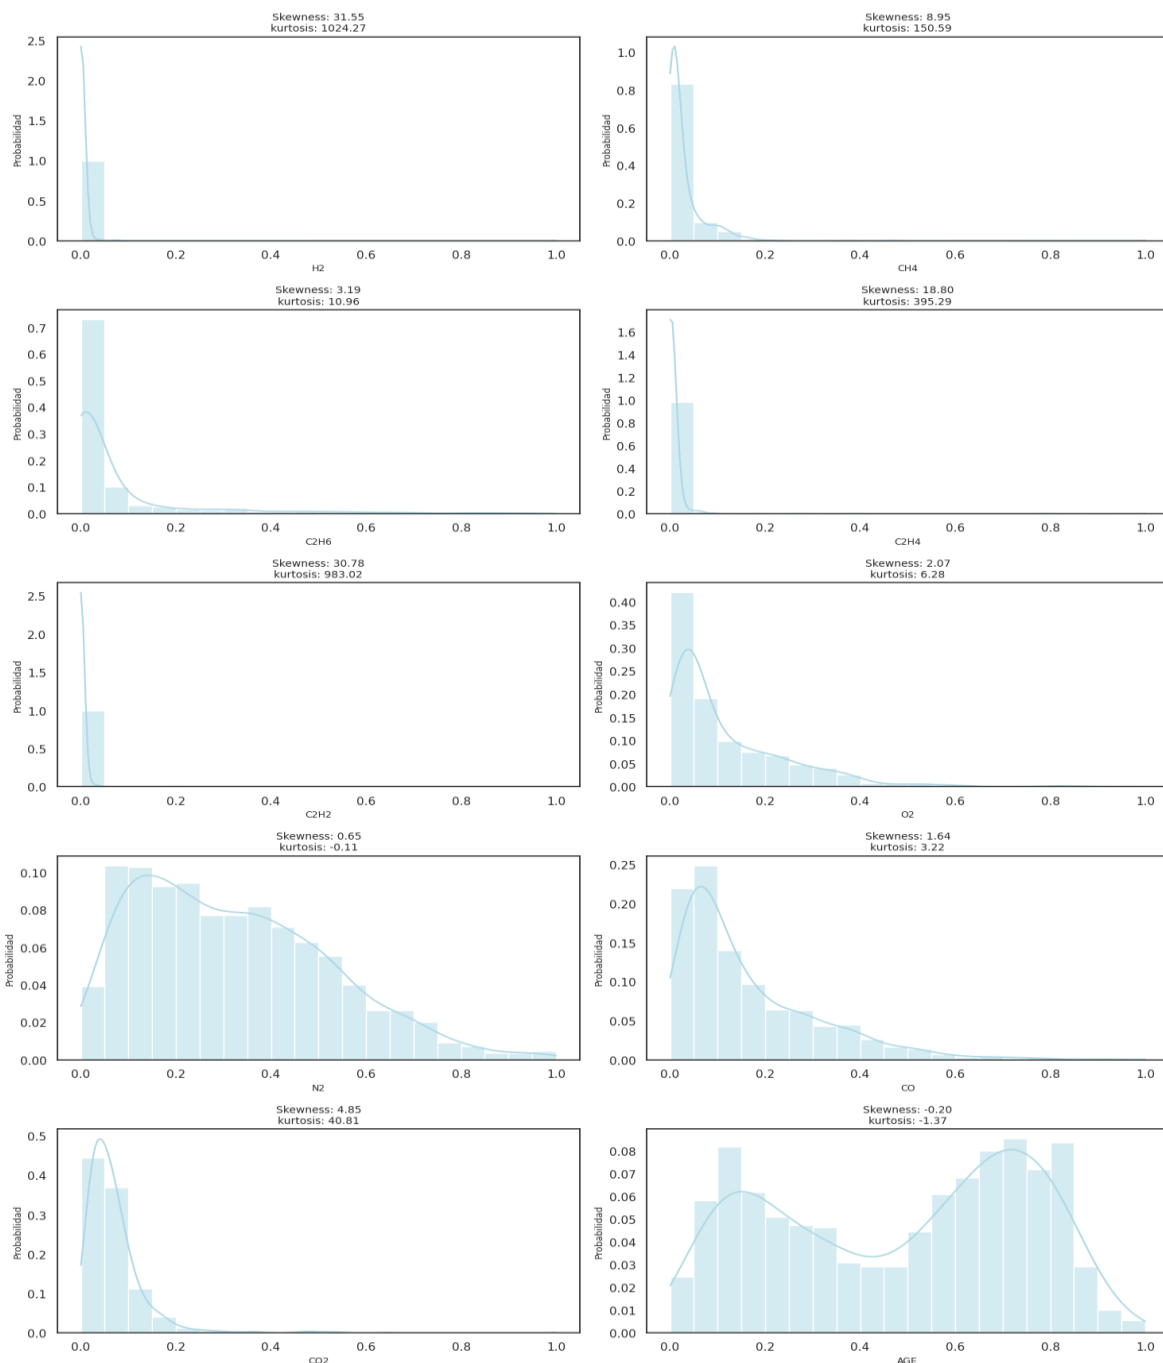 Skewness: 31.55
kurtosis: 1024.27
2.5
2.0
1.5
1.0
0.5
0.0
Probabilidad
0.0 0.2 0.4 0.6 0.8 1.0
H2
Skewness: 8.95
kurtosis: 150.59
1.0
0.8
0.6
0.4
0.2
0.0
Probabilidad
0.0 0.2 0.4 0.6 0.8 1.0
CH4
Skewness: 3.19
kurtosis: 10.96
0.7
0.6
0.5
0.4
0.3
0.2
0.1
0.0
Probabilidad
0.0 0.2 0.4 0.6 0.8 1.0
C2H6
Skewness: 18.80
kurtosis: 395.29
1.6
1.4
1.2
1.0
0.8
0.6
0.4
0.2
0.0
Probabilidad
0.0 0.2 0.4 0.6 0.8 1.0
C2H4
Skewness: 30.78
kurtosis: 983.02
2.5
2.0
1.5
1.0
0.5
0.0
Probabilidad
0.0 0.2 0.4 0.6 0.8 1.0
C2H2
Skewness: 2.07
kurtosis: 6.28
0.40
0.35
0.30
0.25
0.20
0.15
0.10
0.05
0.00
Probabilidad
0.0 0.2 0.4 0.6 0.8 1.0
O2
Skewness: 0.65
kurtosis: -0.11
0.10
0.08
0.06
0.04
0.02
0.00
Probabilidad
0.0 0.2 0.4 0.6 0.8 1.0
N2
Skewness: 1.64
kurtosis: 3.22
0.25
0.20
0.15
0.10
0.05
0.00
Probabilidad
0.0 0.2 0.4 0.6 0.8 1.0
CO
Skewness: 4.85
kurtosis: 40.81
0.5
0.4
0.3
0.2
0.1
0.0
Probabilidad
0.0 0.2 0.4 0.6 0.8 1.0
CO2
Skewness: -0.20
kurtosis: -1.37
0.08
0.07
0.06
0.05
0.04
0.03
0.02
0.01
0.00
Probabilidad
0.0 0.2 0.4 0.6 0.8 1.0
AGE